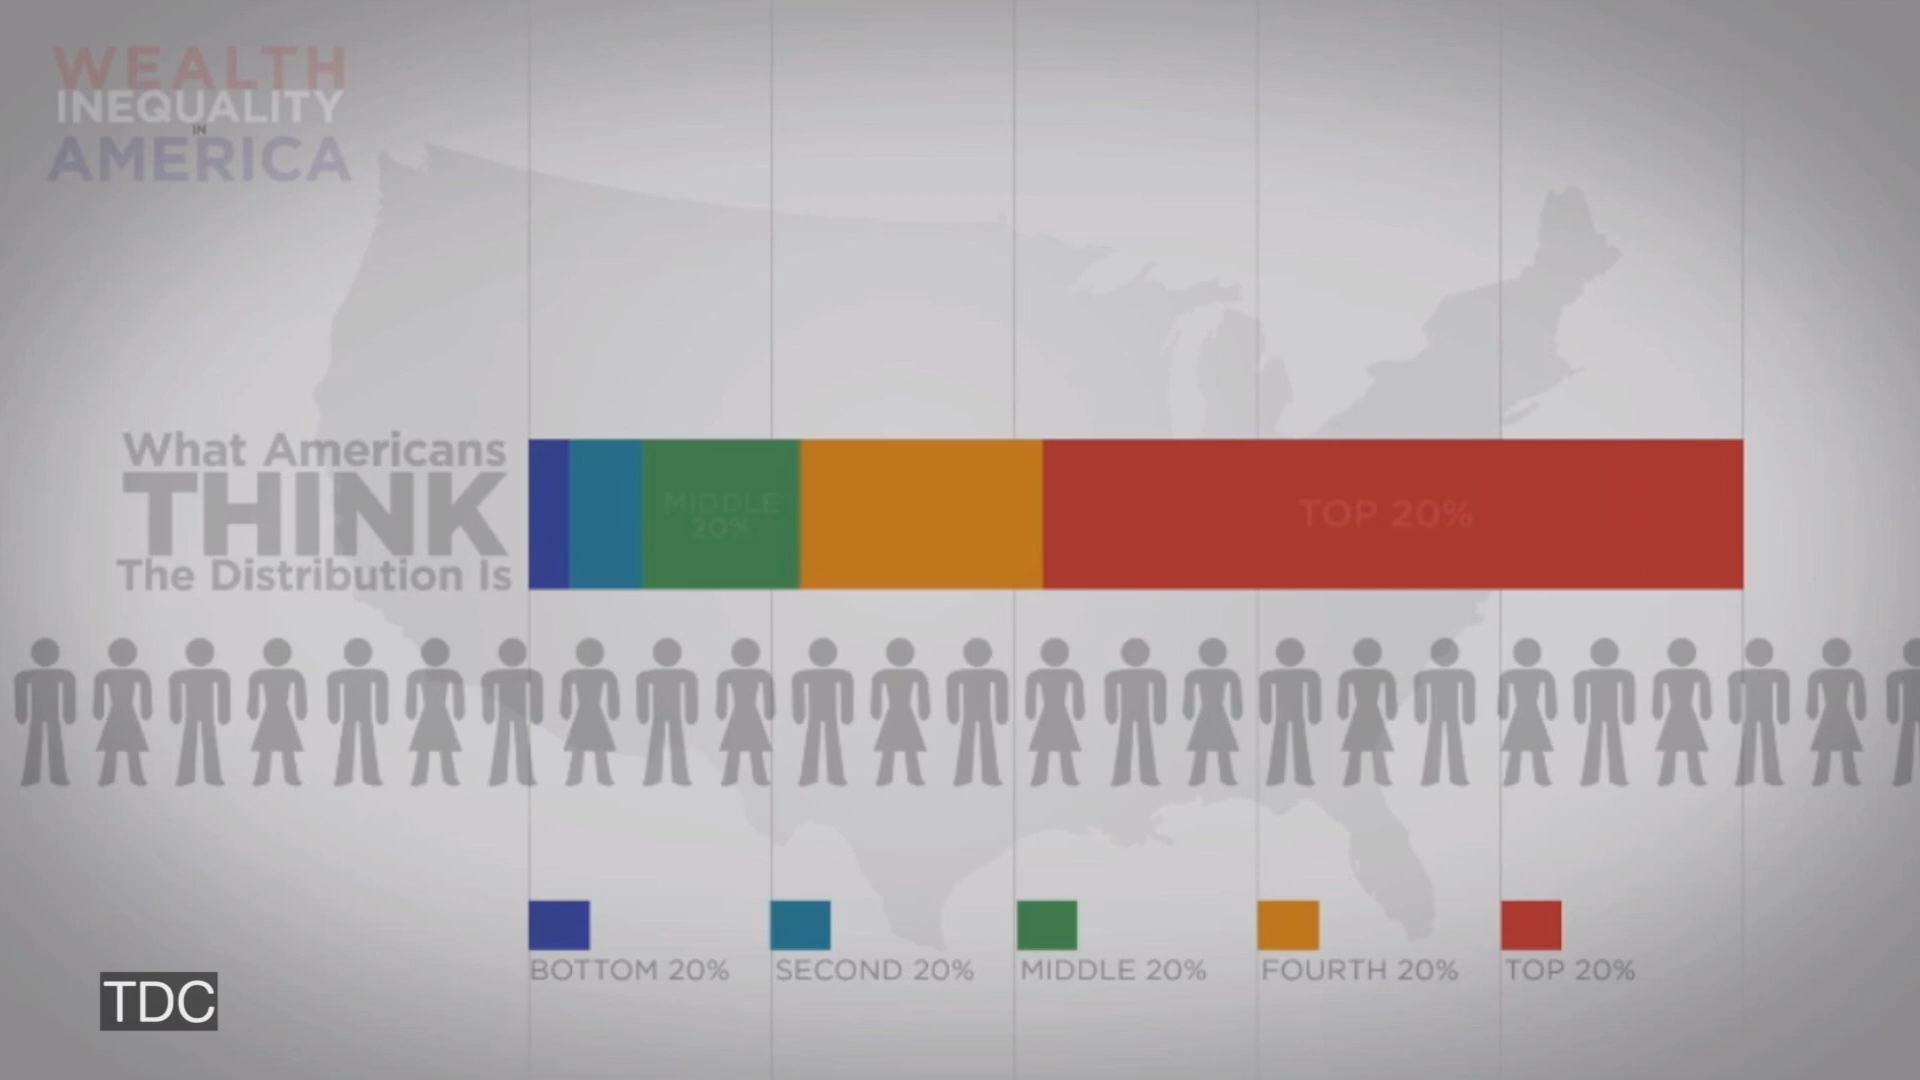 WEALTH
INEQUALITY
IN
AMERICA
What Americans
THINK
The Distribution Is
MIDDLE
20%
TOP 20%
BOTTOM 20%
SECOND 20%
MIDDLE 20%
FOURTH 20%
TOP 20%
TDC